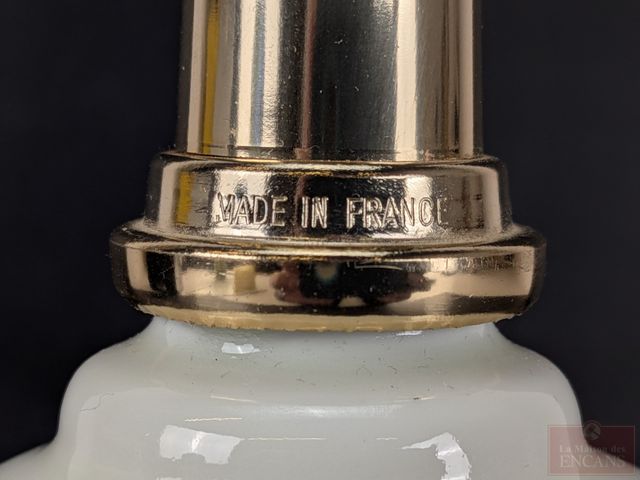 MADE IN FRANCE
La Maison des
ENCANS